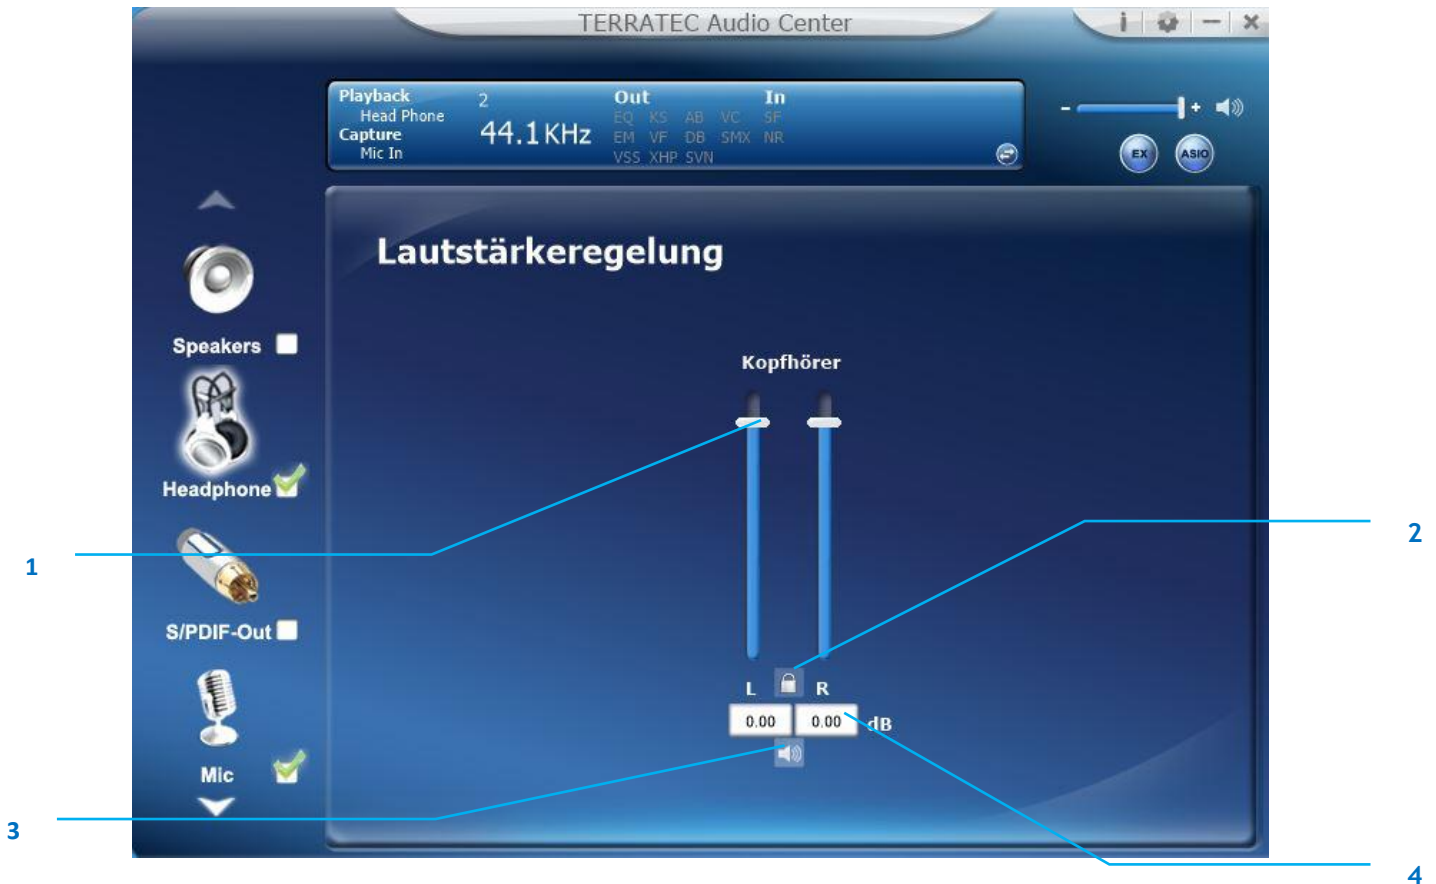 TERRATEC Audio Center
i
Playback
Head Phone
Capture
Mic In
2
44.1KHz
Out In
EQ KS AB VC SF
EM VF DB SMX NR
VSS XHP SVN
- +
EX ASIO
Lautstärkeregelung
Speakers
Headphone
S/PDIF-Out
Mic
Kopfhörer
L R
0.00 0.00 dB
1
2
3
4